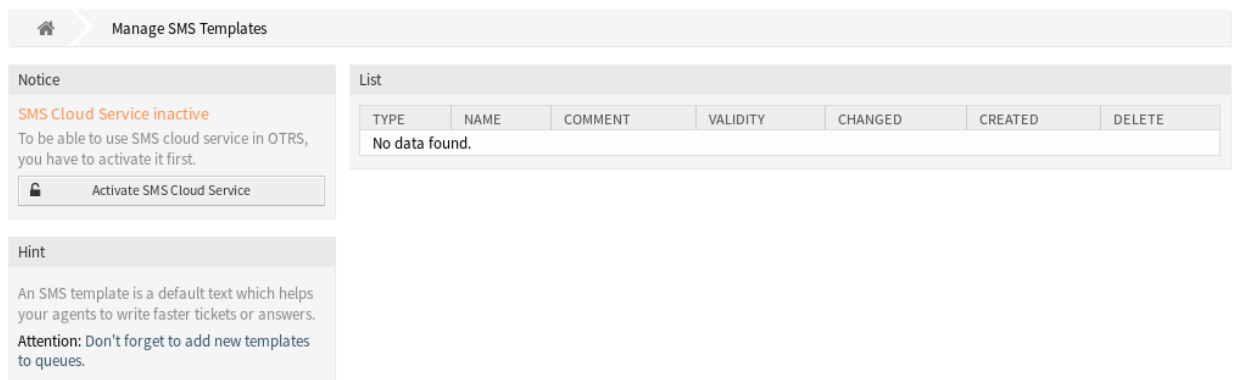 Manage SMS Templates
Notice
SMS Cloud Service inactive
To be able to use SMS cloud service in OTRS,
you have to activate it first.
Activate SMS Cloud Service
Hint
An SMS template is a default text which helps
your agents to write faster tickets or answers.
Attention: Don't forget to add new templates
to queues.
List
TYPE NAME COMMENT VALIDITY CHANGED CREATED DELETE
No data found.